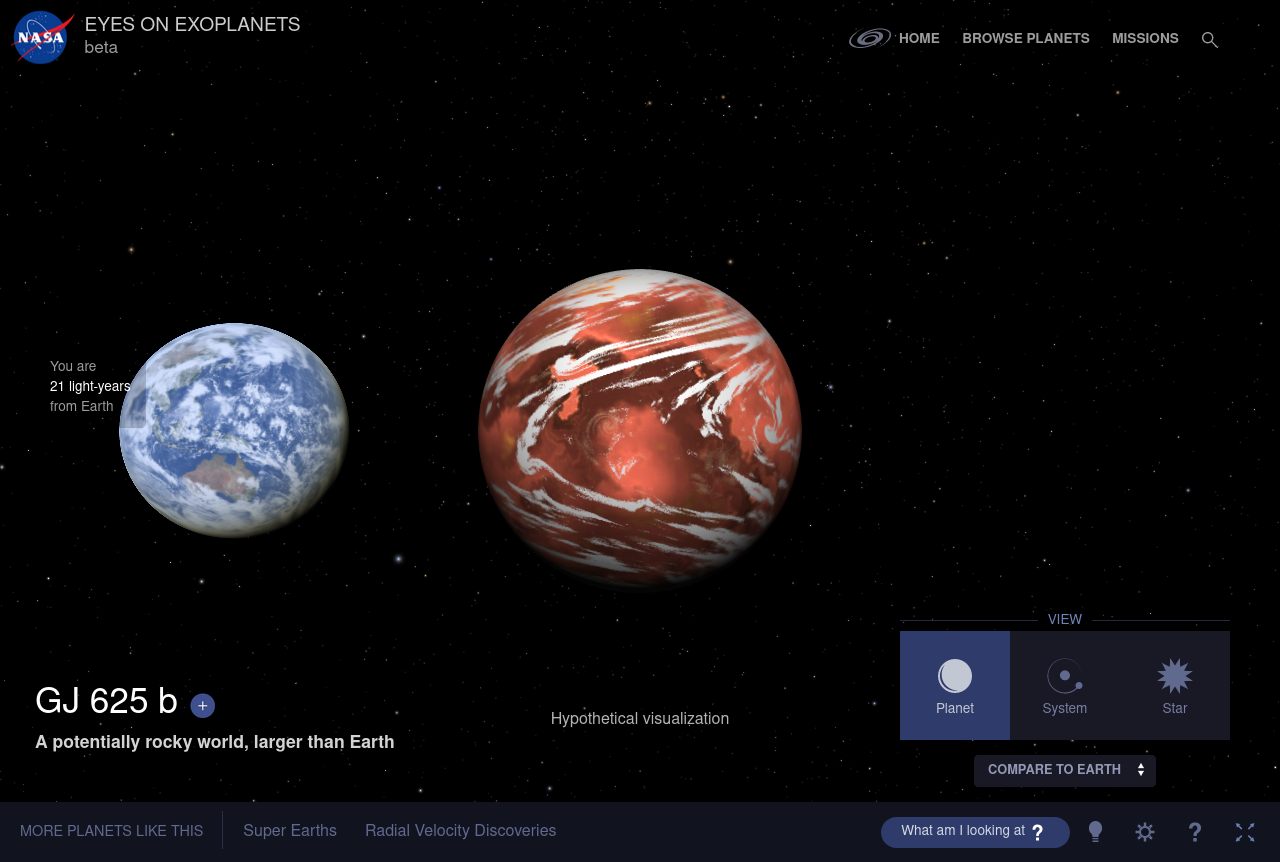 NASA
EYES ON EXOPLANETS
beta
HOME
BROWSE PLANETS
MISSIONS
You are
21 light-years
from Earth
VIEW
Planet
System
Star
GJ 625 b +
A potentially rocky world, larger than Earth
Hypothetical visualization
COMPARE TO EARTH
MORE PLANETS LIKE THIS
Super Earths
Radial Velocity Discoveries
What am I looking at ?
?